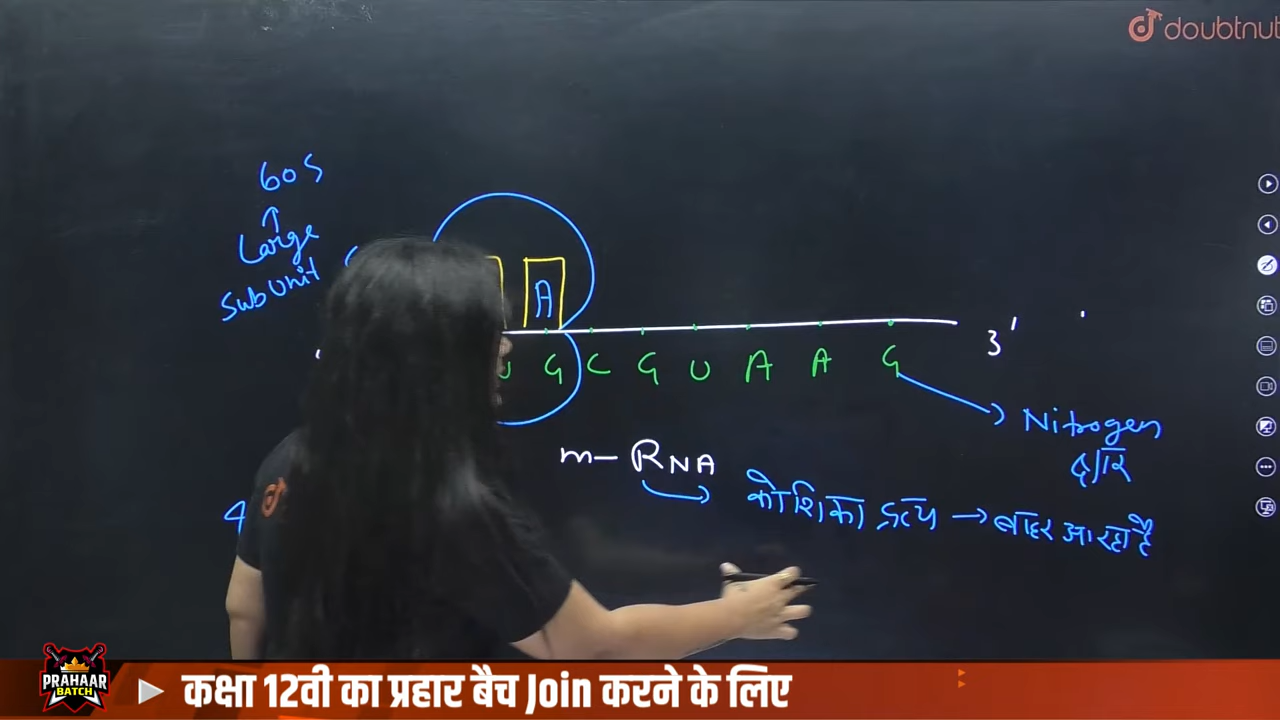 doubtnut
60S
Large
Subunit
A
3'
U G C G U A A G
Nitrogen
क्षार
m-RNA
कोशिका द्रव्य → बाहर आ रहा है
4
PRAHAAR
BATCH
कक्षा 12वी का प्रहार बैच Join करने के लिए